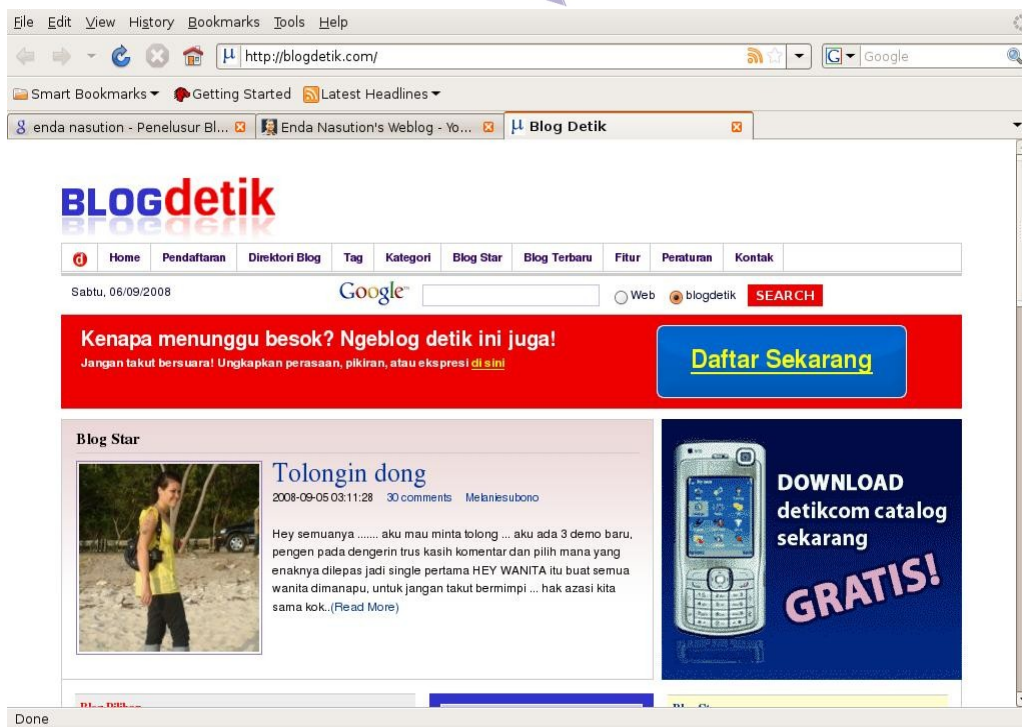 File Edit View History Bookmarks Tools Help
http://blogdetik.com/
Google
Smart Bookmarks Getting Started Latest Headlines
enda nasution - Penelusur Bl... Enda Nasution's Weblog - Yo... Blog Detik
BLOGdetik
Home Pendaftaran Direktori Blog Tag Kategori Blog Star Blog Terbaru Fitur Peraturan Kontak
Sabtu, 06/09/2008 Google Web blogdetik SEARCH
Kenapa menunggu besok? Ngeblog detik ini juga!
Jangan takut bersuara! Ungkapkan perasaan, pikiran, atau ekspresi di sini
Daftar Sekarang
Blog Star
Tolongin dong
2008-09-05 03:11:28 30 comments Melaniesubono
Hey semuanya ....... aku mau minta tolong ... aku ada 3 demo baru,
pengen pada dengerin trus kasih komentar dan pilih mana yang
enaknya dilepas jadi single pertama HEY WANITA itu buat semua
wanita dimanapu, untuk jangan takut bermimpi ... hak azasi kita
sama kok..(Read More)
DOWNLOAD
detikcom catalog
sekarang
GRATIS!
Done